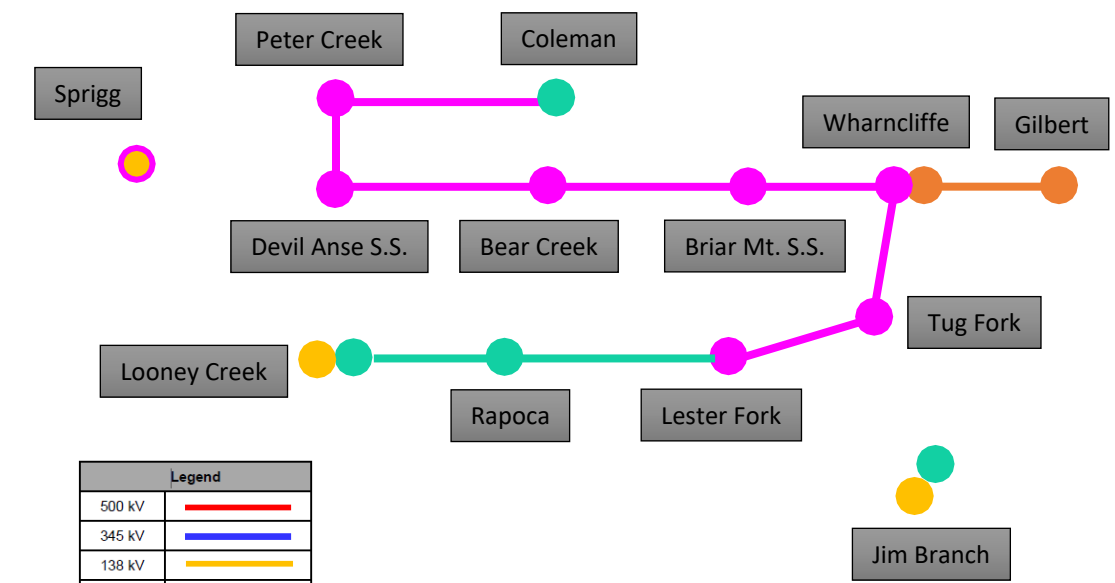 Peter Creek
Coleman
Sprigg
Wharncliffe
Gilbert
Devil Anse S.S.
Bear Creek
Briar Mt. S.S.
Tug Fork
Looney Creek
Rapoca
Lester Fork
Jim Branch
Legend
500 kV
345 kV
138 kV